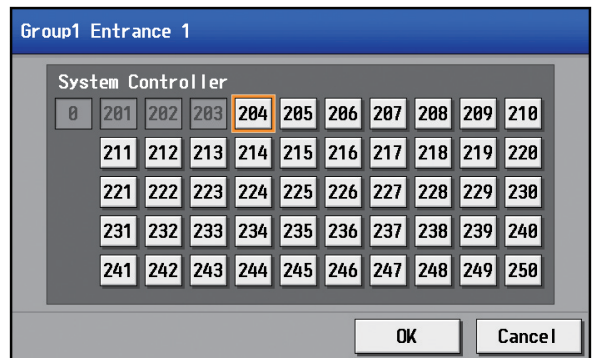 Group1 Entrance 1
System Controller
0 201 202 203 204 205 206 207 208 209 210
211 212 213 214 215 216 217 218 219 220
221 222 223 224 225 226 227 228 229 230
231 232 233 234 235 236 237 238 239 240
241 242 243 244 245 246 247 248 249 250
OK Cancel